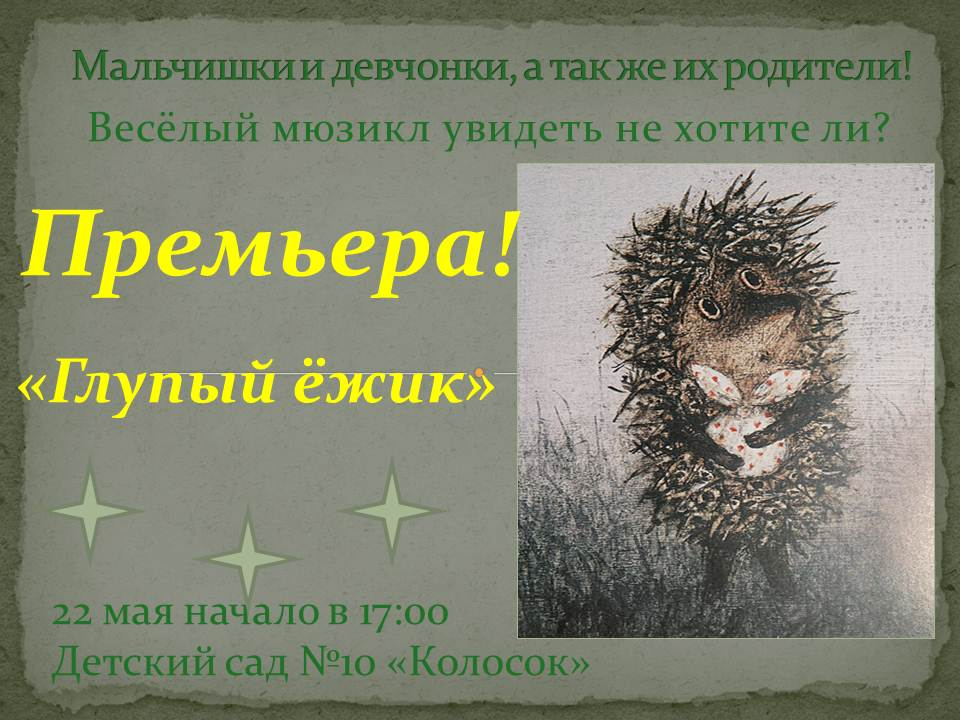 Мальчишки и девчонки, а так же их родители!
Весёлый мюзикл увидеть не хотите ли?
Премьера!
«Глупый ёжик»
22 мая начало в 17:00
Детский сад №10 «Колосок»